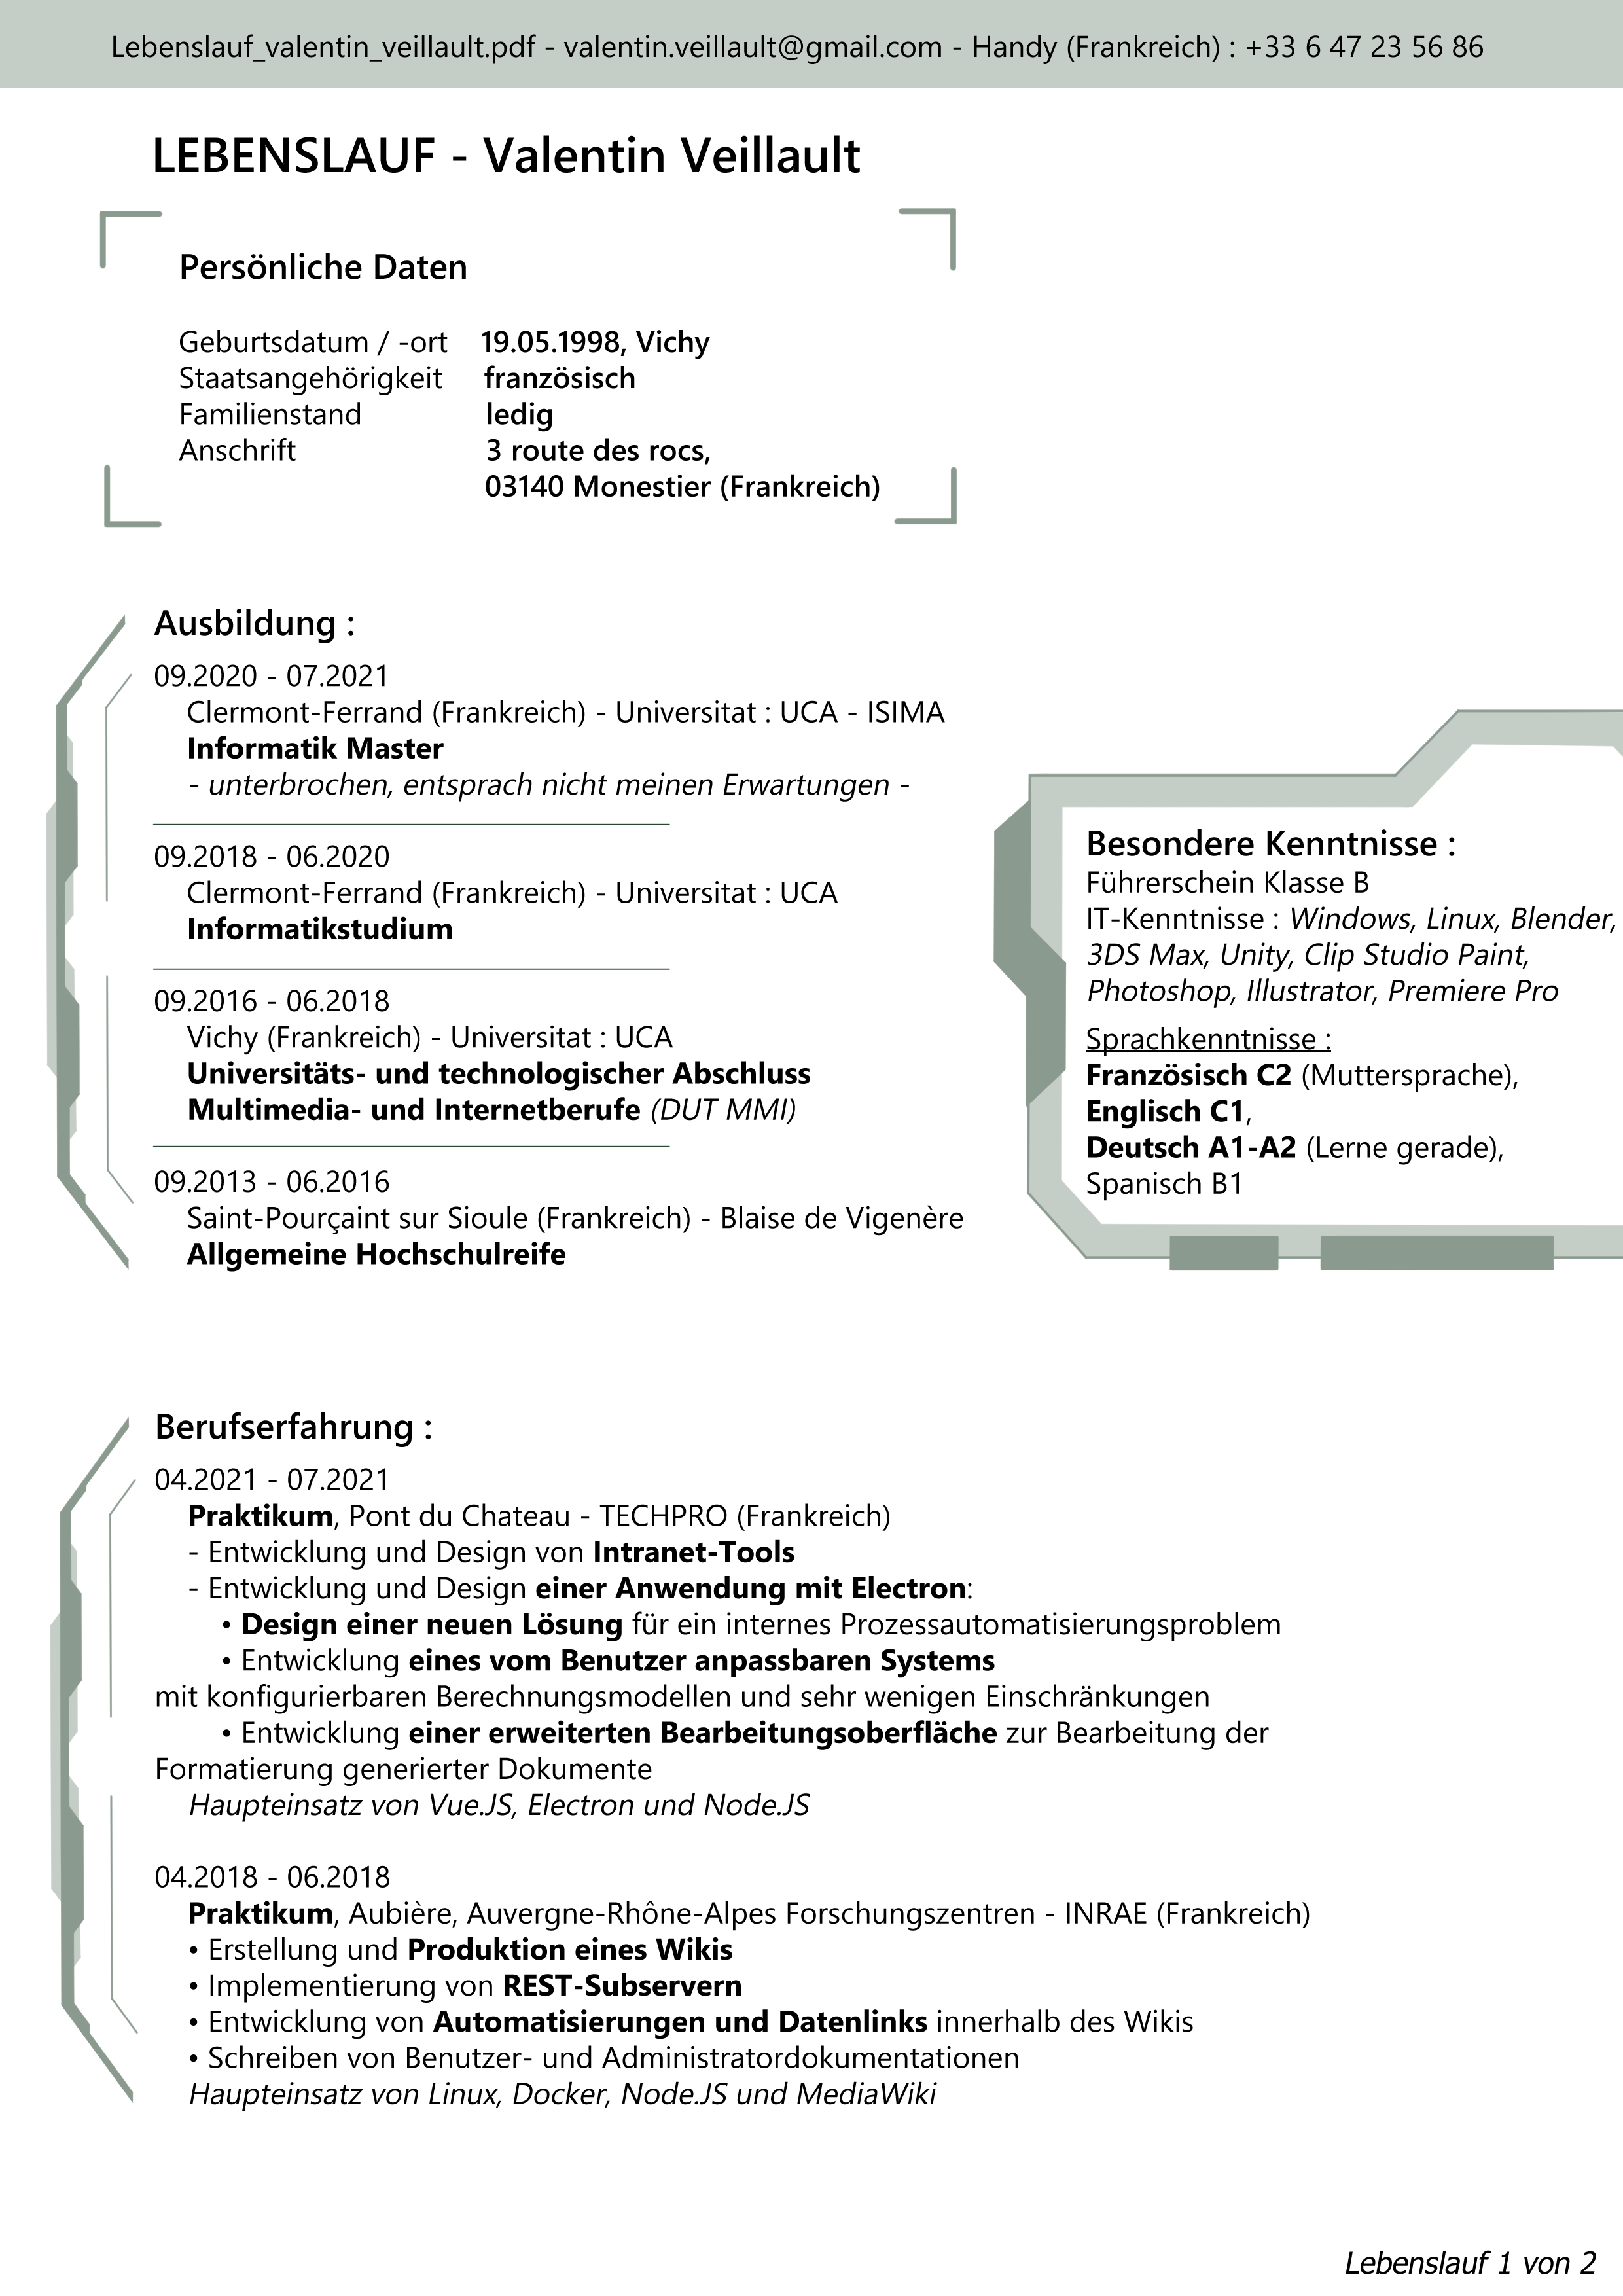 Lebenslauf_valentin_veillault.pdf - valentin.veillault@gmail.com - Handy (Frankreich) : +33 6 47 23 56 86
LEBENSLAUF - Valentin Veillault
Persönliche Daten
Geburtsdatum / -ort 19.05.1998, Vichy
Staatsangehörigkeit französisch
Familienstand ledig
Anschrift 3 route des rocs,
03140 Monestier (Frankreich)
Ausbildung :
09.2020 - 07.2021
Clermont-Ferrand (Frankreich) - Universitat : UCA - ISIMA
Informatik Master
- unterbrochen, entsprach nicht meinen Erwartungen -
09.2018 - 06.2020
Clermont-Ferrand (Frankreich) - Universitat : UCA
Informatikstudium
09.2016 - 06.2018
Vichy (Frankreich) - Universitat : UCA
Universitäts- und technologischer Abschluss
Multimedia- und Internetberufe (DUT MMI)
09.2013 - 06.2016
Saint-Pourçaint sur Sioule (Frankreich) - Blaise de Vigenère
Allgemeine Hochschulreife
Besondere Kenntnisse :
Führerschein Klasse B
IT-Kenntnisse : Windows, Linux, Blender,
3DS Max, Unity, Clip Studio Paint,
Photoshop, Illustrator, Premiere Pro
Sprachkenntnisse :
Französisch C2 (Muttersprache),
Englisch C1,
Deutsch A1-A2 (Lerne gerade),
Spanisch B1
Berufserfahrung :
04.2021 - 07.2021
Praktikum, Pont du Chateau - TECHPRO (Frankreich)
- Entwicklung und Design von Intranet-Tools
- Entwicklung und Design einer Anwendung mit Electron:
• Design einer neuen Lösung für ein internes Prozessautomatisierungsproblem
• Entwicklung eines vom Benutzer anpassbaren Systems
mit konfigurierbaren Berechnungsmodellen und sehr wenigen Einschränkungen
• Entwicklung einer erweiterten Bearbeitungsoberfläche zur Bearbeitung der
Formatierung generierter Dokumente
Haupteinsatz von Vue.JS, Electron und Node.JS
04.2018 - 06.2018
Praktikum, Aubière, Auvergne-Rhône-Alpes Forschungszentren - INRAE (Frankreich)
• Erstellung und Produktion eines Wikis
• Implementierung von REST-Subservern
• Entwicklung von Automatisierungen und Datenlinks innerhalb des Wikis
• Schreiben von Benutzer- und Administratordokumentationen
Haupteinsatz von Linux, Docker, Node.JS und MediaWiki
Lebenslauf 1 von 2